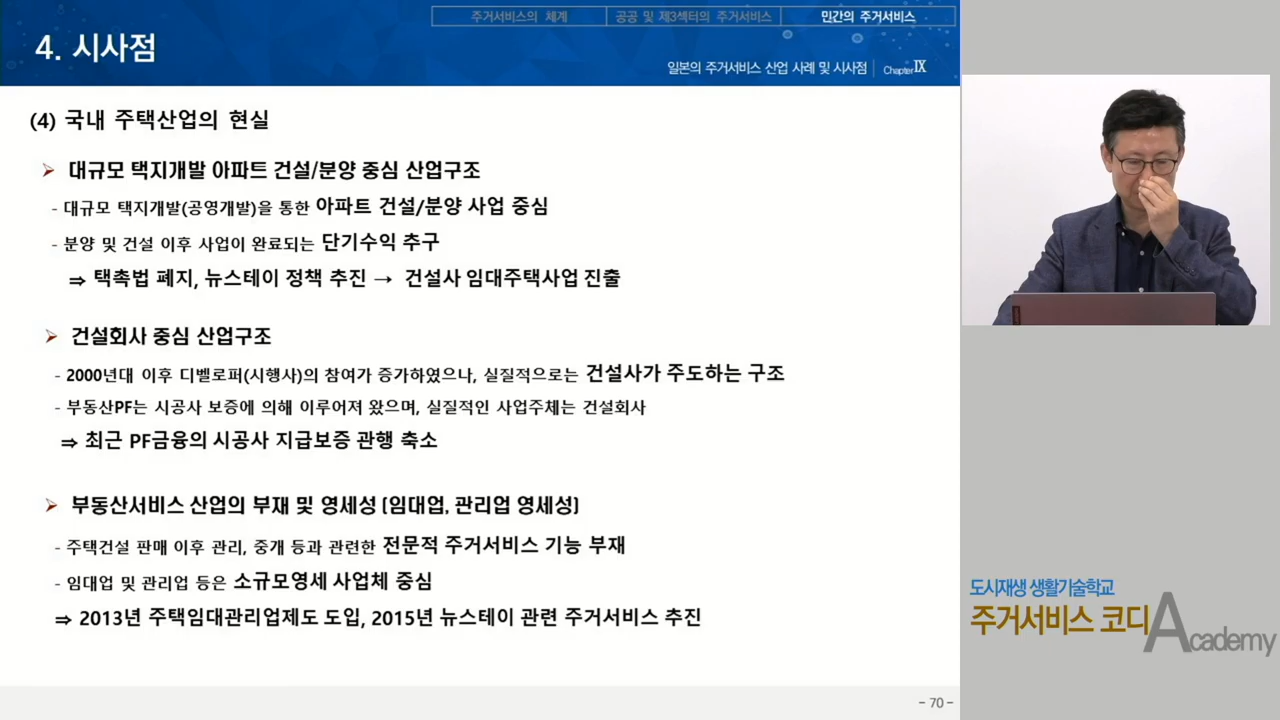 주거서비스의 체계 공공 및 제3섹터의 주거서비스 민간의 주거서비스
4. 시사점
일본의 주거서비스 산업 사례 및 시사점 Chapter Ⅸ
(4) 국내 주택산업의 현실
➢ 대규모 택지개발 아파트 건설/분양 중심 산업구조
- 대규모 택지개발(공영개발)을 통한 아파트 건설/분양 사업 중심
- 분양 및 건설 이후 사업이 완료되는 단기수익 추구
⇒ 택촉법 폐지, 뉴스테이 정책 추진 → 건설사 임대주택사업 진출
➢ 건설회사 중심 산업구조
- 2000년대 이후 디벨로퍼(시행사)의 참여가 증가하였으나, 실질적으로는 건설사가 주도하는 구조
- 부동산PF는 시공사 보증에 의해 이루어져 왔으며, 실질적인 사업주체는 건설회사
⇒ 최근 PF금융의 시공사 지급보증 관행 축소
➢ 부동산서비스 산업의 부재 및 영세성 (임대업, 관리업 영세성)
- 주택건설 판매 이후 관리, 중개 등과 관련한 전문적 주거서비스 기능 부재
- 임대업 및 관리업 등은 소규모영세 사업체 중심
⇒ 2013년 주택임대관리업제도 도입, 2015년 뉴스테이 관련 주거서비스 추진
- 70 -
도시재생 생활기술학교
주거서비스 코디 Academy